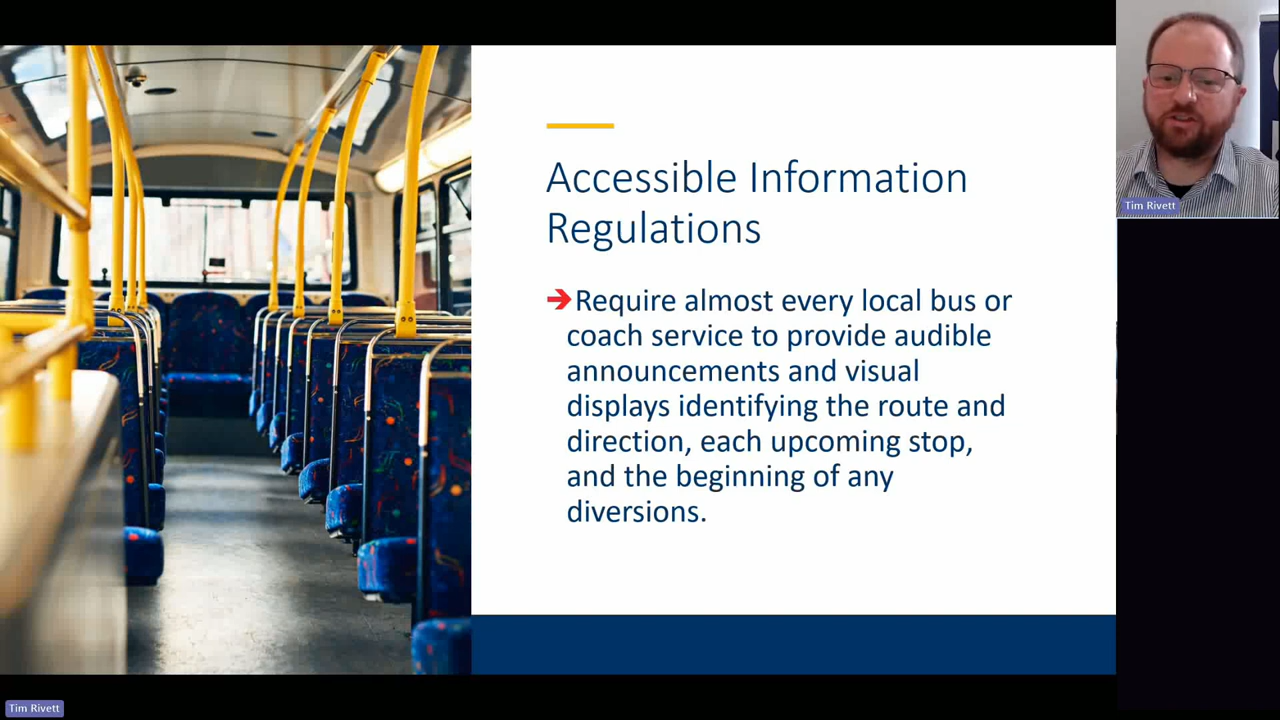 Accessible Information
Regulations
Require almost every local bus or
coach service to provide audible
announcements and visual
displays identifying the route and
direction, each upcoming stop,
and the beginning of any
diversions.
Tim Rivett
Tim Rivett